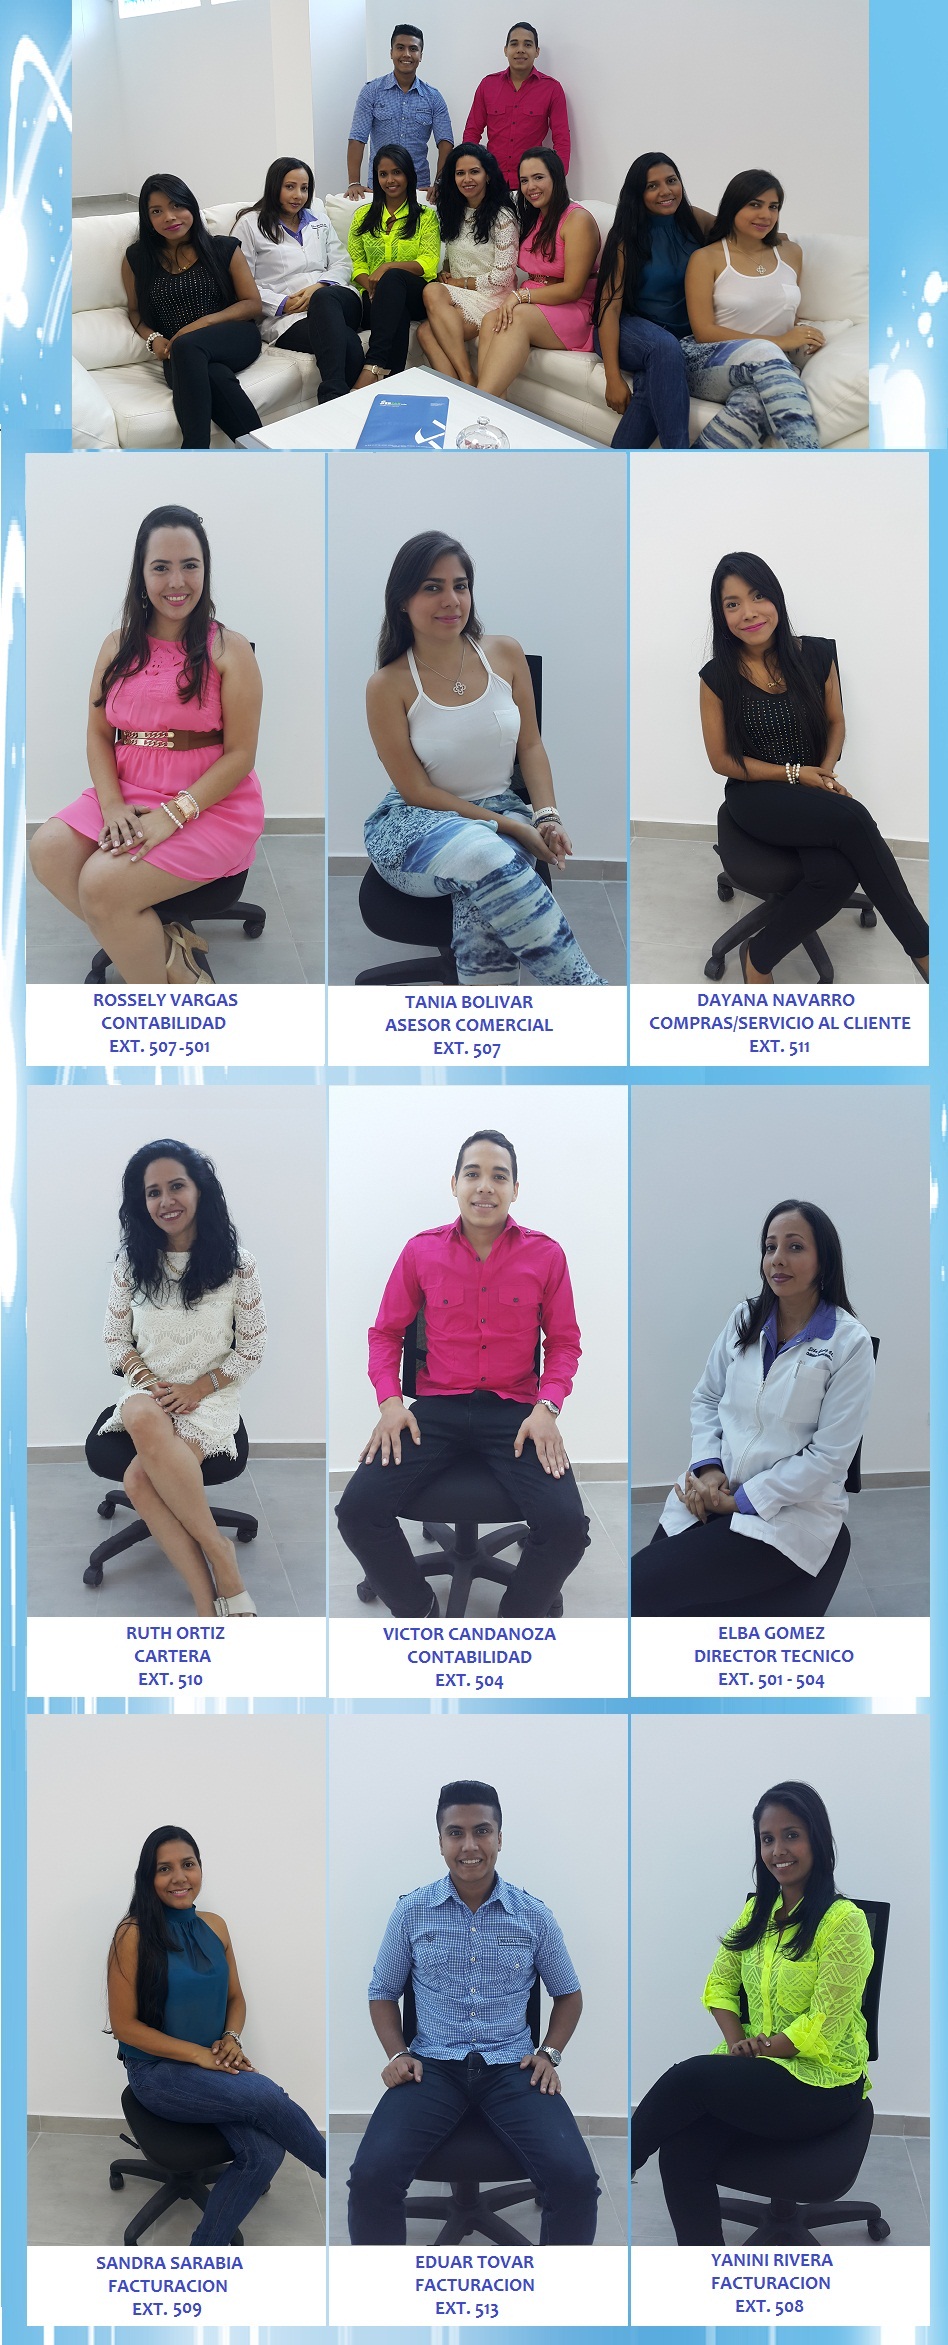 ROSSELY VARGAS
CONTABILIDAD
EXT. 507-501
TANIA BOLIVAR
ASESOR COMERCIAL
EXT. 507
DAYANA NAVARRO
COMPRAS/SERVICIO AL CLIENTE
EXT. 511
RUTH ORTIZ
CARTERA
EXT. 510
VICTOR CANDANOZA
CONTABILIDAD
EXT. 504
ELBA GOMEZ
DIRECTOR TECNICO
EXT. 501 - 504
SANDRA SARABIA
FACTURACION
EXT. 509
EDUAR TOVAR
FACTURACION
EXT. 513
YANINI RIVERA
FACTURACION
EXT. 508